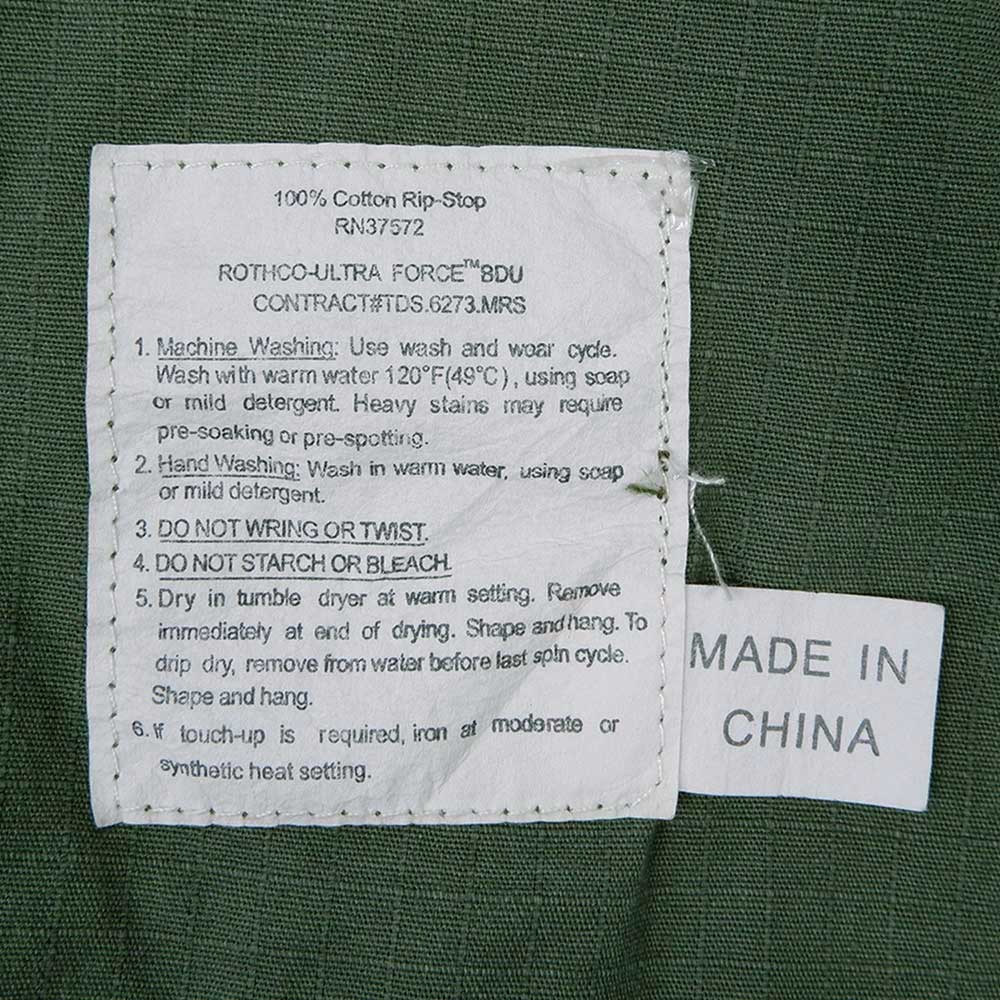 100% Cotton Rip-Stop
RN37572
ROTHCO-ULTRA FORCE™BDU
CONTRACT#TDS.6273.MRS
1. Machine Washing: Use wash and wear cycle.
Wash with warm water 120°F(49°C), using soap
or mild detergent. Heavy stains may require
pre-soaking or pre-spotting.
2. Hand Washing: Wash in warm water, using soap
or mild detergent.
3. DO NOT WRING OR TWIST.
4. DO NOT STARCH OR BLEACH.
5. Dry in tumble dryer at warm setting. Remove
immediately at end of drying. Shape and hang. To
drip dry, remove from water before last spin cycle.
Shape and hang.
6. If touch-up is required, iron at moderate or
synthetic heat setting.
MADE IN
CHINA